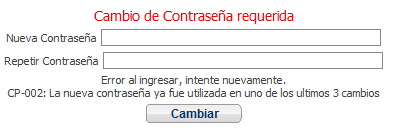 Cambio de Contraseña requerida
Nueva Contraseña
Repetir Contraseña
Error al ingresar, intente nuevamente.
CP-002: La nueva contraseña ya fue utilizada en uno de los ultimos 3 cambios
Cambiar